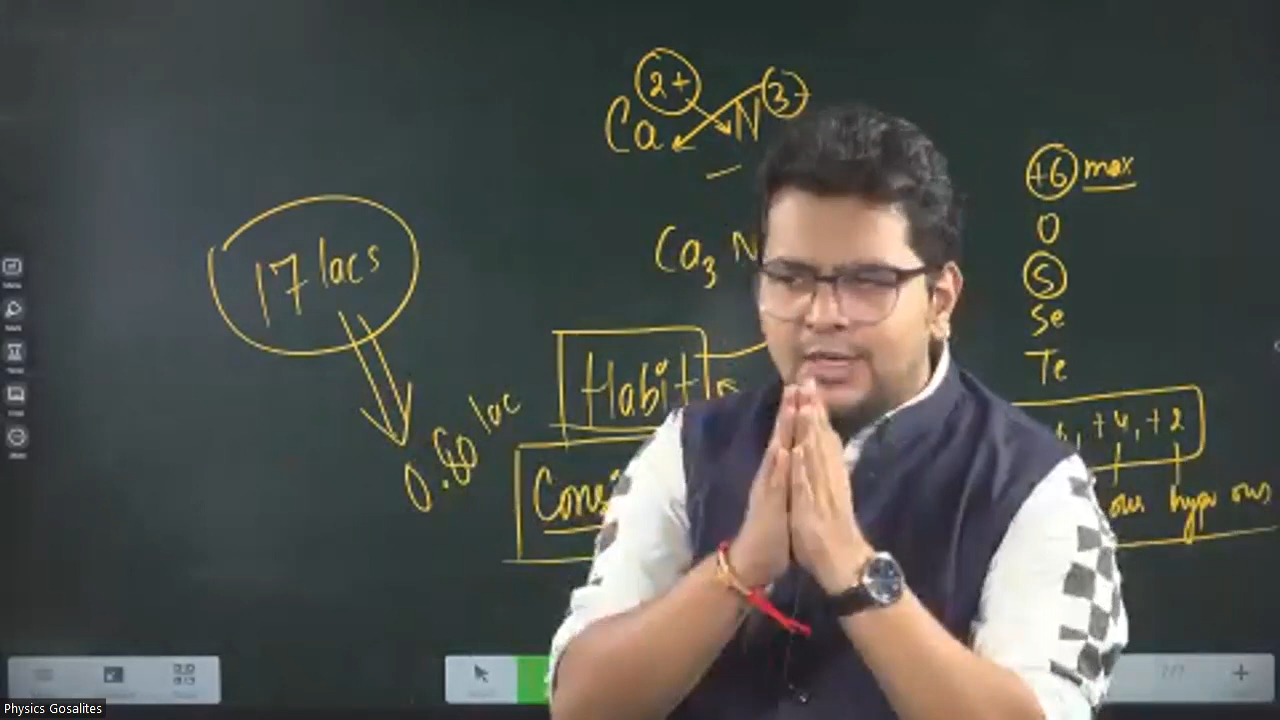 2+ 3-
Ca N
+6 max
O
S
Se
Te
17 lacs
Ca3 N
Habit
0.80 lac
Cons
, +4, +2
ous hypo ous
Physics Gosalites